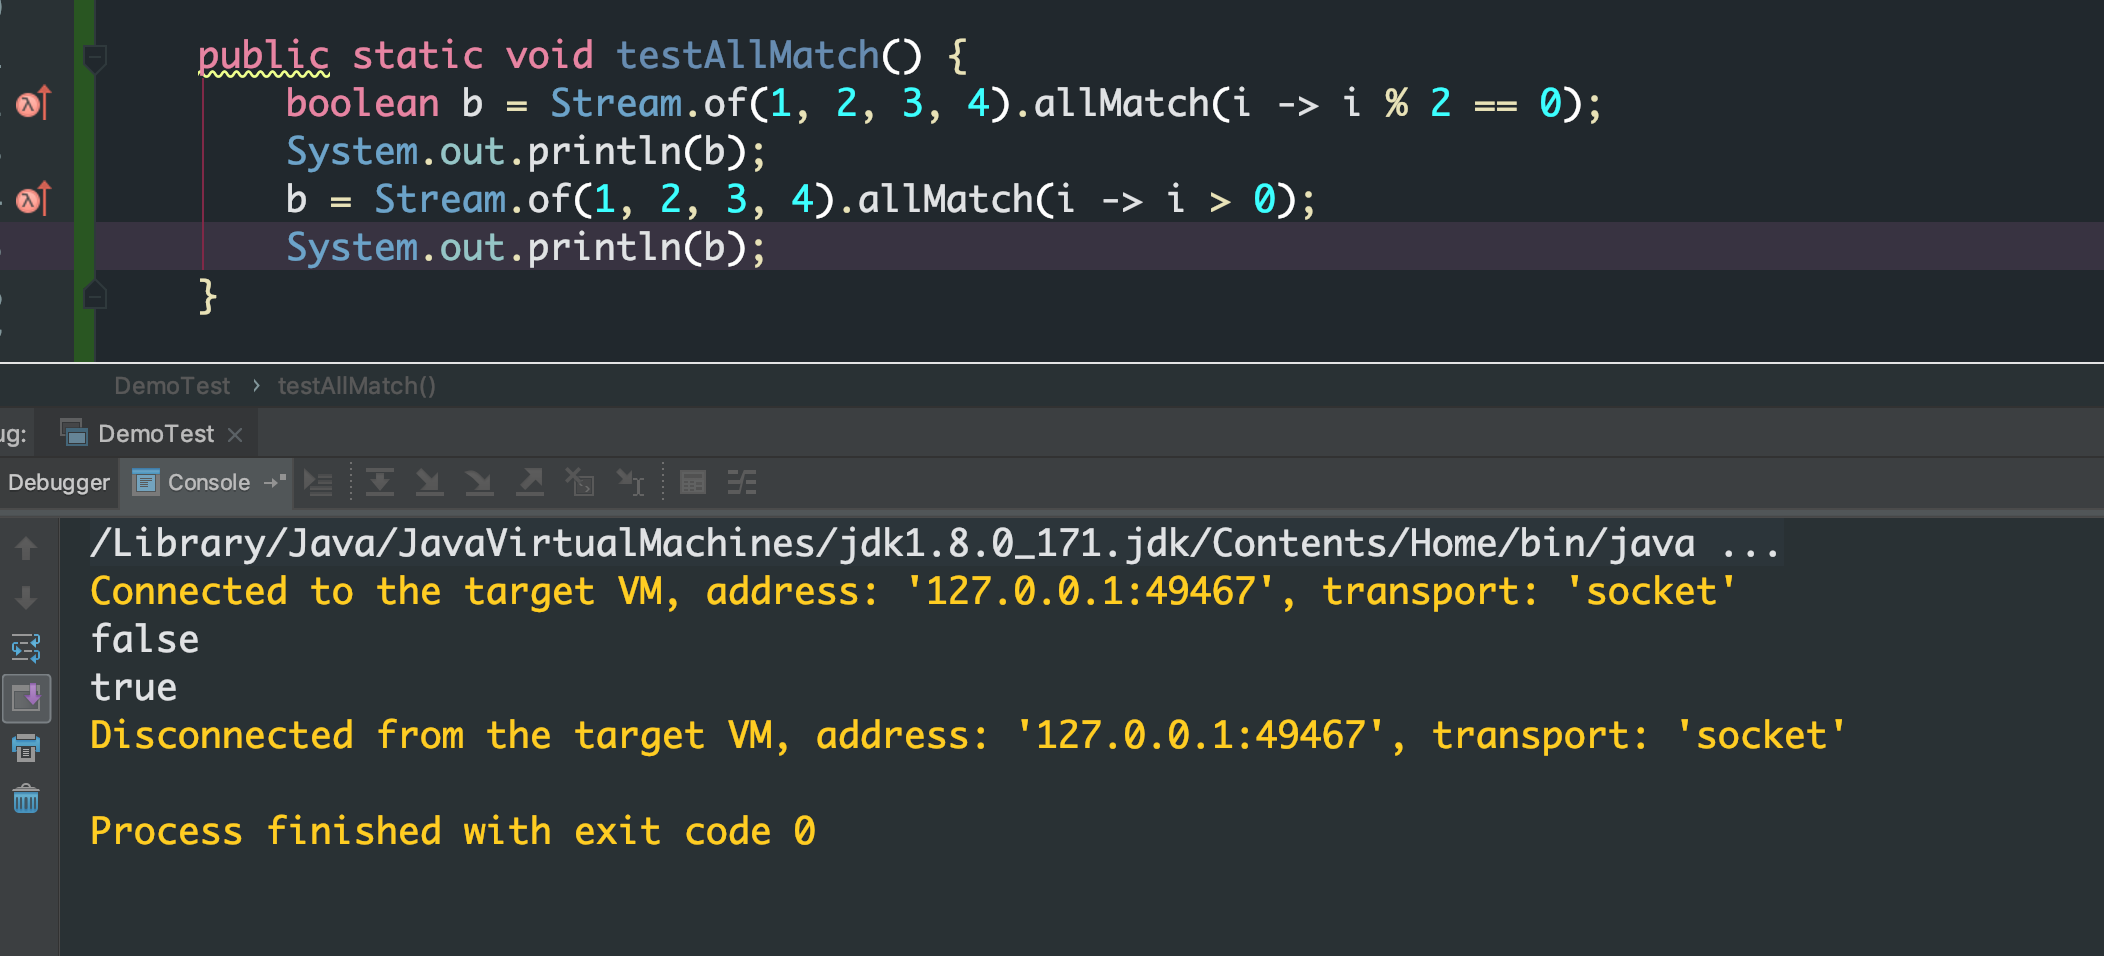 public static void testAllMatch() {
boolean b = Stream.of(1, 2, 3, 4).allMatch(i -> i % 2 == 0);
System.out.println(b);
b = Stream.of(1, 2, 3, 4).allMatch(i -> i > 0);
System.out.println(b);
}
DemoTest › testAllMatch()
ug: DemoTest
Debugger Console
/Library/Java/JavaVirtualMachines/jdk1.8.0_171.jdk/Contents/Home/bin/java ...
Connected to the target VM, address: '127.0.0.1:49467', transport: 'socket'
false
true
Disconnected from the target VM, address: '127.0.0.1:49467', transport: 'socket'
Process finished with exit code 0